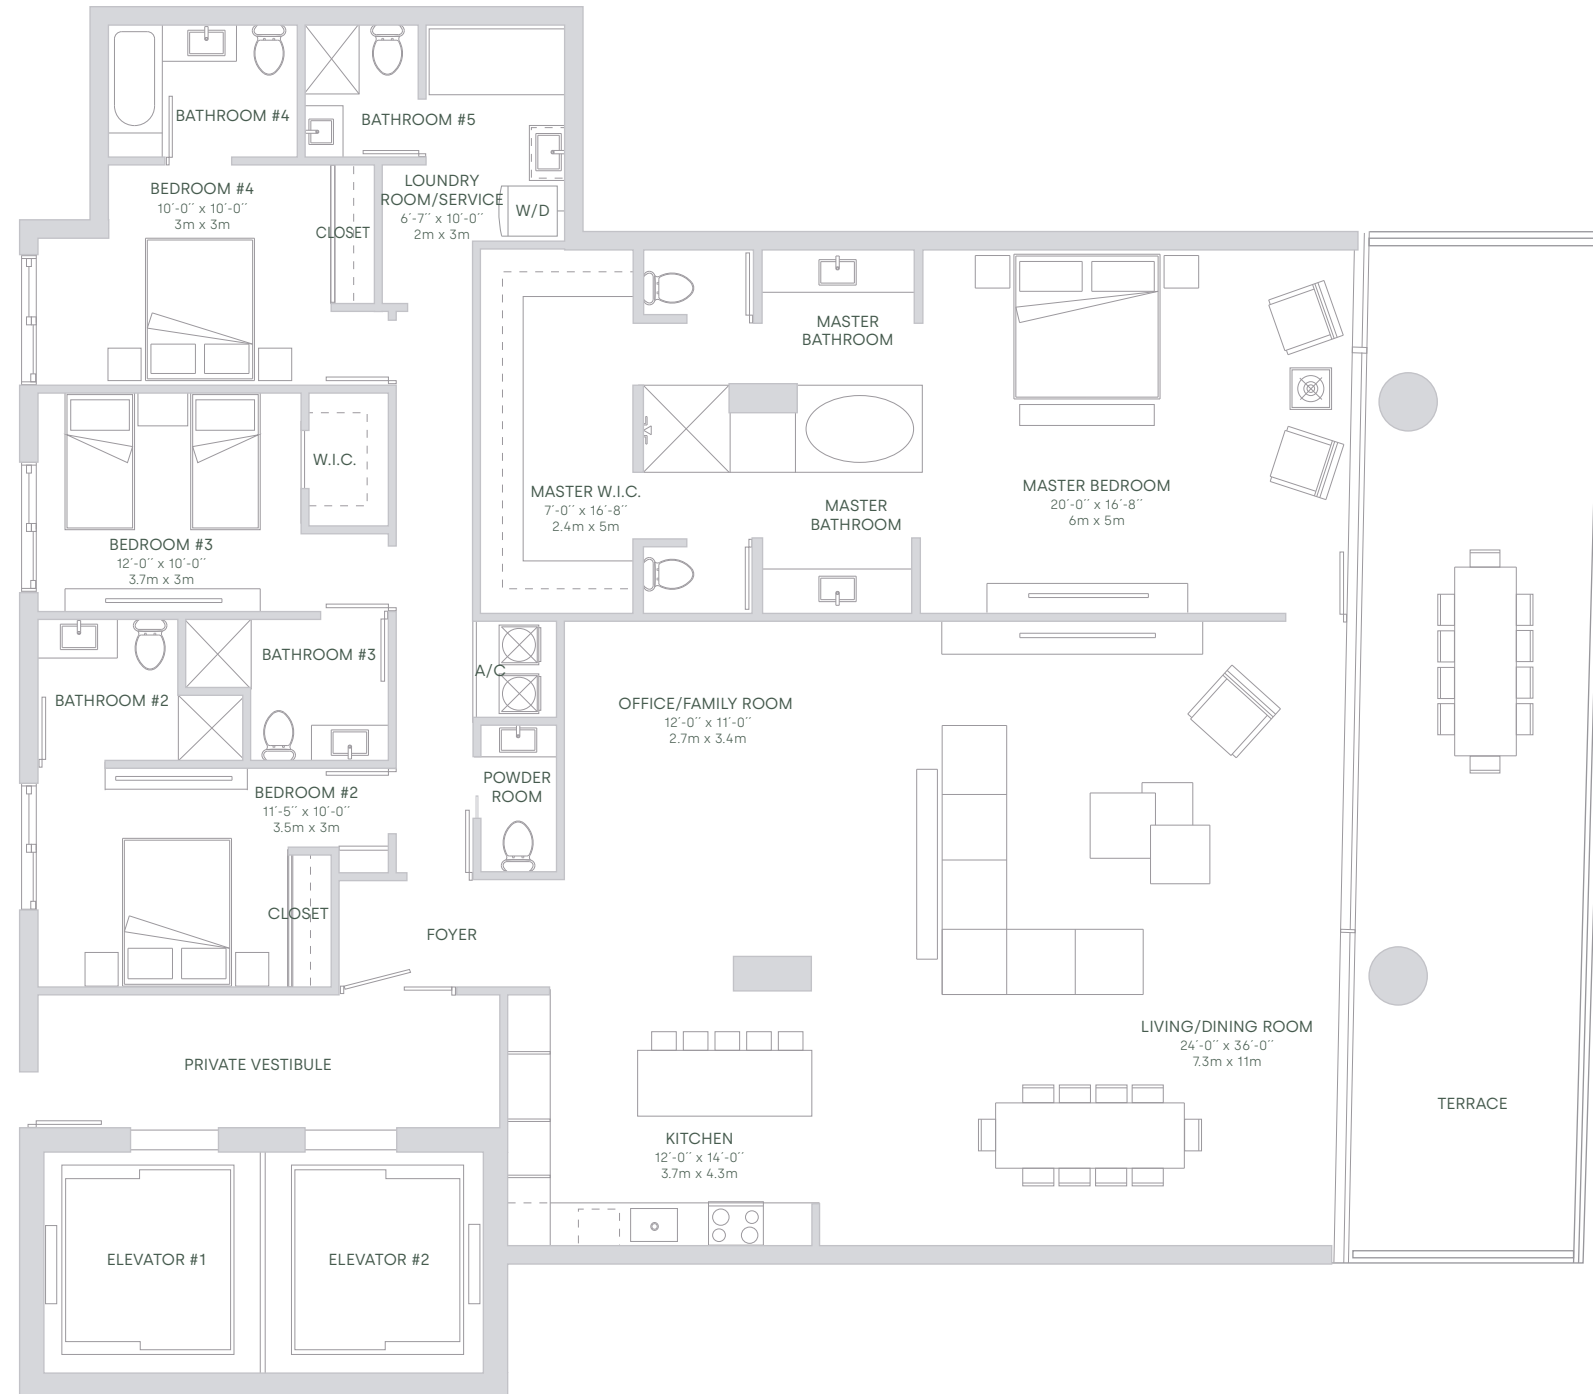 BATHROOM #4
BATHROOM #5
BEDROOM #4
10´-0´´ x 10´-0´´
3m x 3m
CLOSET
LOUNDRY
ROOM/SERVICE
6´-7´´ x 10´-0´´
2m x 3m
W/D
MASTER
BATHROOM
W.I.C.
MASTER W.I.C.
7´-0´´ x 16´-8´´
2.4m x 5m
MASTER
BATHROOM
MASTER BEDROOM
20´-0´´ x 16´-8´´
6m x 5m
BEDROOM #3
12´-0´´ x 10´-0´´
3.7m x 3m
BATHROOM #3
BATHROOM #2
A/C
OFFICE/FAMILY ROOM
12´-0´´ x 11´-0´´
2.7m x 3.4m
POWDER
ROOM
BEDROOM #2
11´-5´´ x 10´-0´´
3.5m x 3m
CLOSET
FOYER
LIVING/DINING ROOM
24´-0´´ x 36´-0´´
7.3m x 11m
PRIVATE VESTIBULE
TERRACE
KITCHEN
12´-0´´ x 14´-0´´
3.7m x 4.3m
ELEVATOR #1
ELEVATOR #2